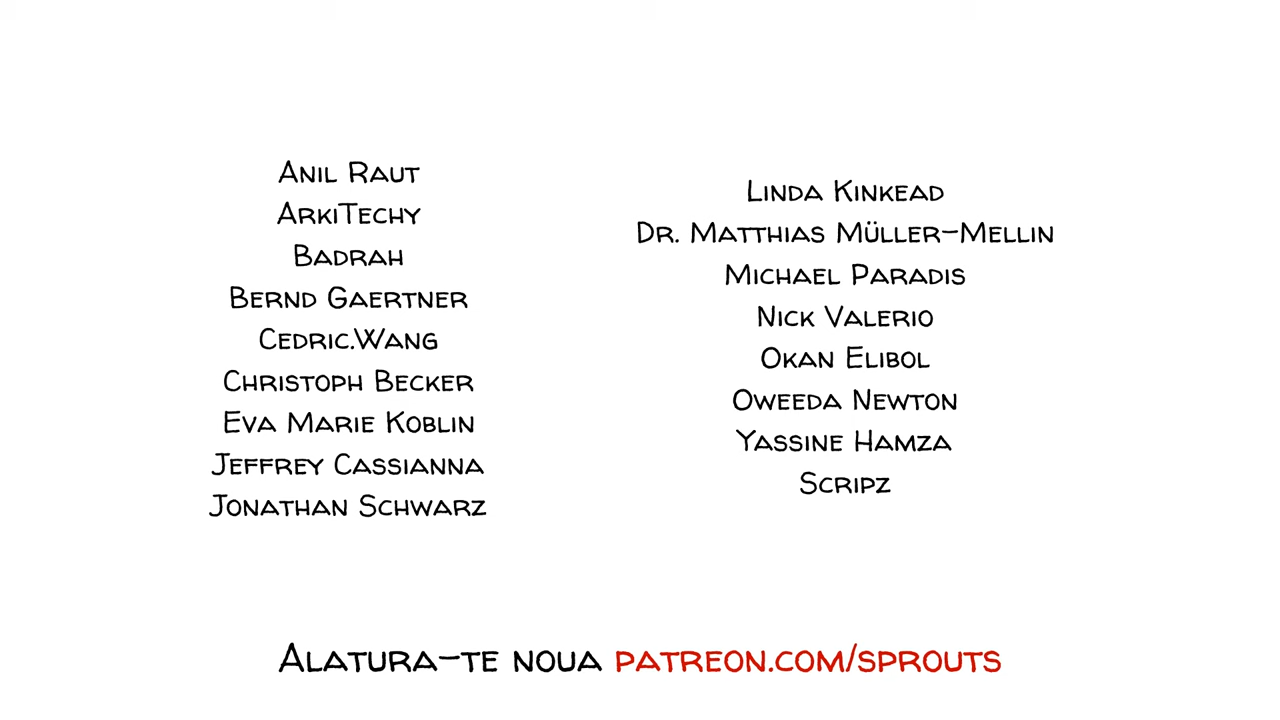 Anil Raut
ArkiTechy
Badrah
Bernd Gaertner
Cedric.Wang
Christoph Becker
Eva Marie Koblin
Jeffrey Cassianna
Jonathan Schwarz
Linda Kinkead
Dr. Matthias Müller-Mellin
Michael Paradis
Nick Valerio
Okan Elibol
Oweeda Newton
Yassine Hamza
Scripz
Alatura-te noua patreon.com/sprouts